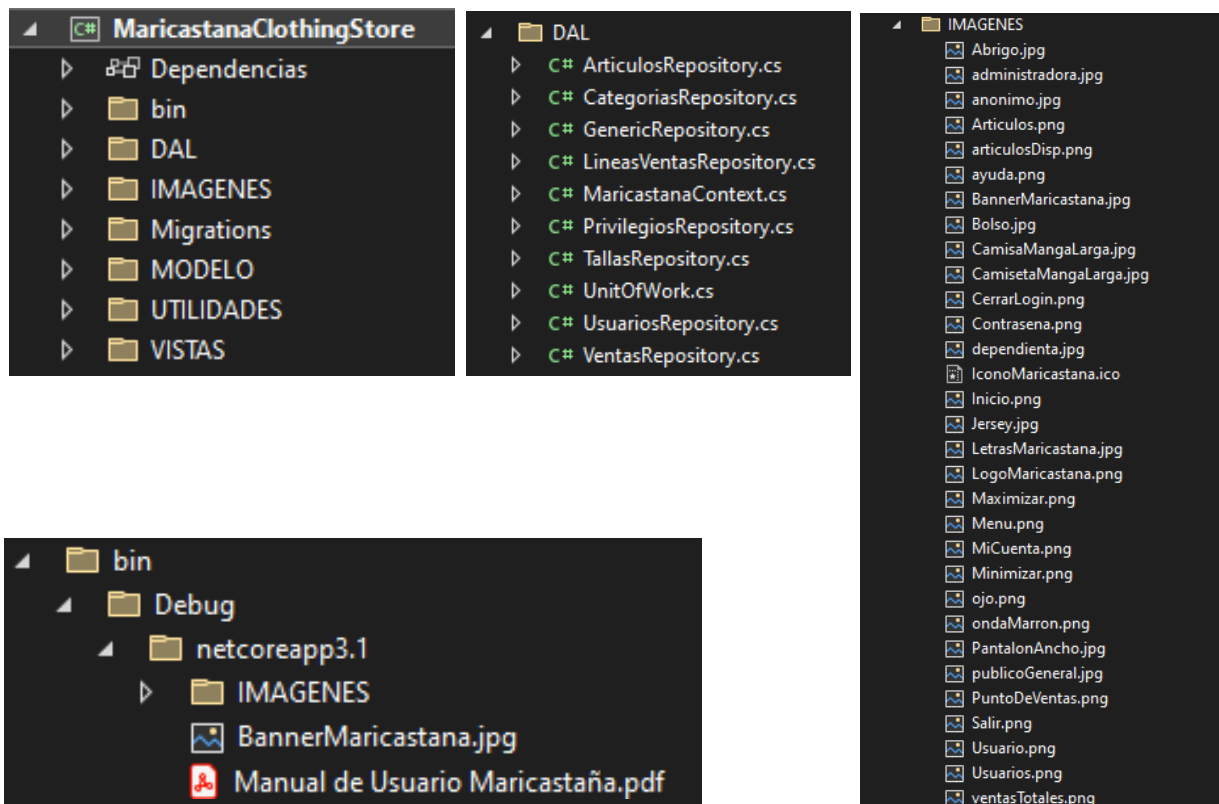 C# MaricastanaClothingStore
Dependencias
bin
DAL
IMAGENES
Migrations
MODELO
UTILIDADES
VISTAS
DAL
C# ArticulosRepository.cs
C# CategoriasRepository.cs
C# GenericRepository.cs
C# LineasVentasRepository.cs
C# MaricastanaContext.cs
C# PrivilegiosRepository.cs
C# TallasRepository.cs
C# UnitOfWork.cs
C# UsuariosRepository.cs
C# VentasRepository.cs
IMAGENES
Abrigo.jpg
administradora.jpg
anonimo.jpg
Articulos.png
articulosDisp.png
ayuda.png
BannerMaricastana.jpg
Bolso.jpg
CamisaMangaLarga.jpg
CamisetaMangaLarga.jpg
CerrarLogin.png
Contrasena.png
dependienta.jpg
IconoMaricastana.ico
Inicio.png
Jersey.jpg
LetrasMaricastana.jpg
LogoMaricastana.png
Maximizar.png
Menu.png
MiCuenta.png
Minimizar.png
ojo.png
ondaMarron.png
PantalonAncho.jpg
publicoGeneral.jpg
PuntoDeVentas.png
Salir.png
Usuario.png
Usuarios.png
ventasTotales.png
bin
Debug
netcoreapp3.1
IMAGENES
BannerMaricastana.jpg
Manual de Usuario Maricastaña.pdf